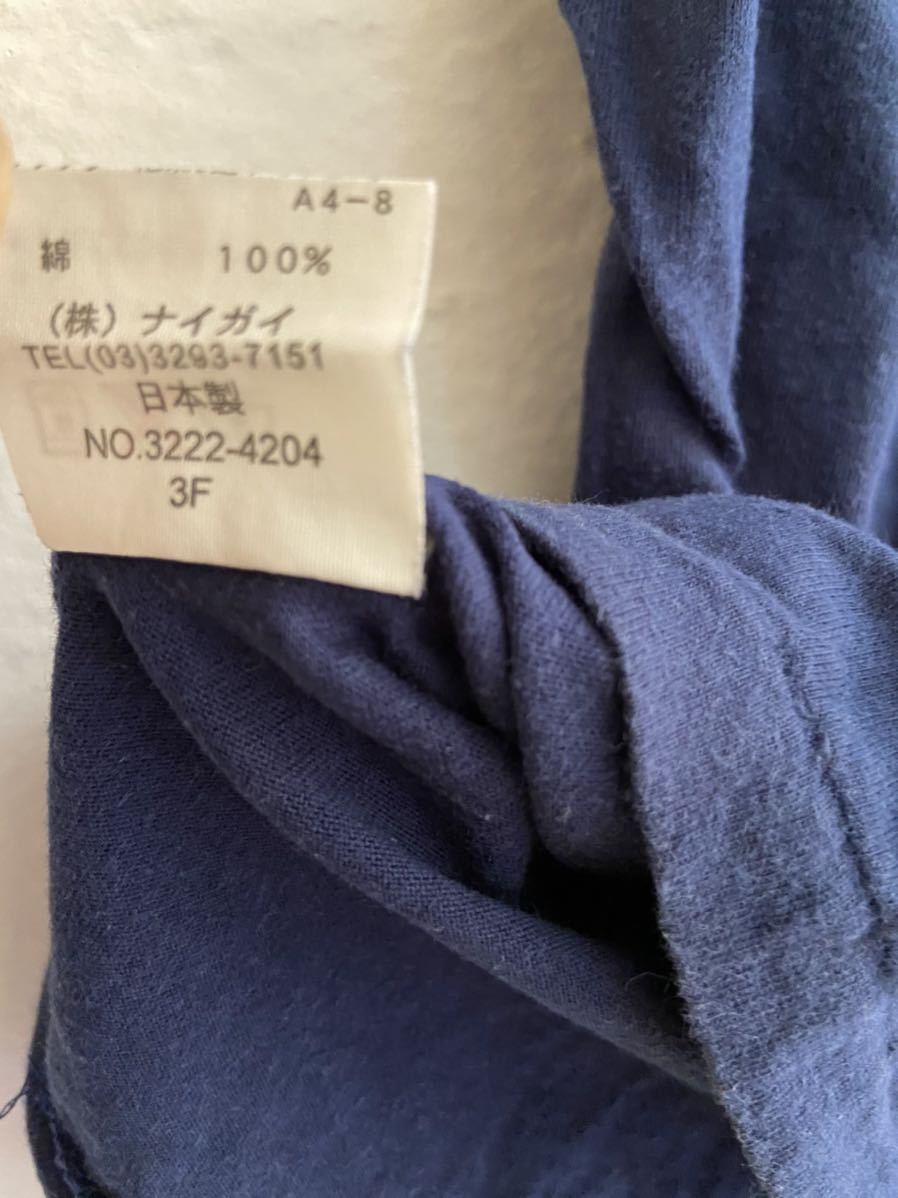 A4-8
綿 100%
(株)ナイガイ
TEL(03)3293-7151
日本製
NO.3222-4204
3F